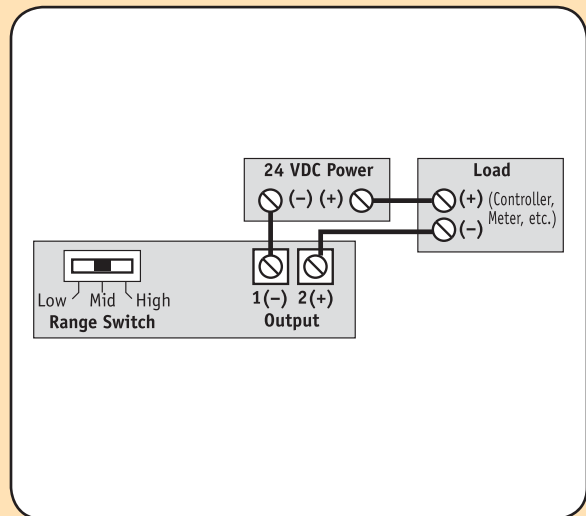 24 VDC Power
(–) (+)
Load
(+) (Controller,
Meter, etc.)
(–)
Low Mid High
Range Switch
1(–) 2(+)
Output